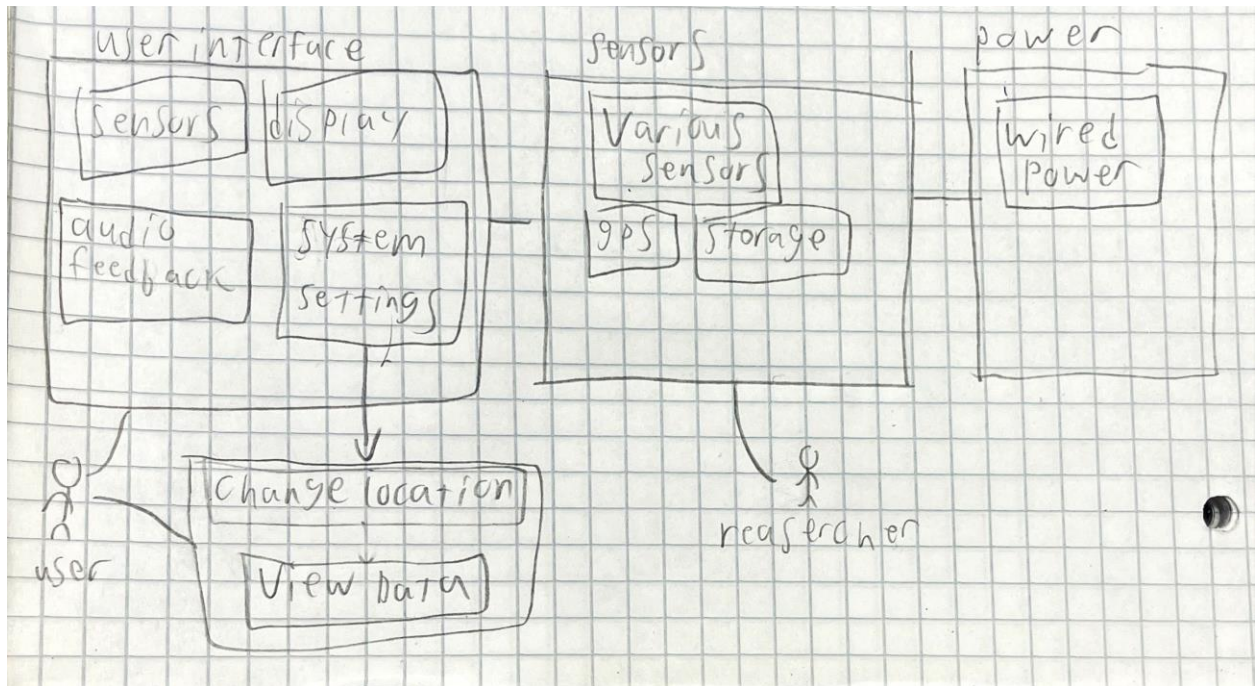 user interface
sensors
display
audio
feedback
system
settings
sensors
Various
sensors
gps
storage
power
wired
power
user
Change location
View Data
reasercher